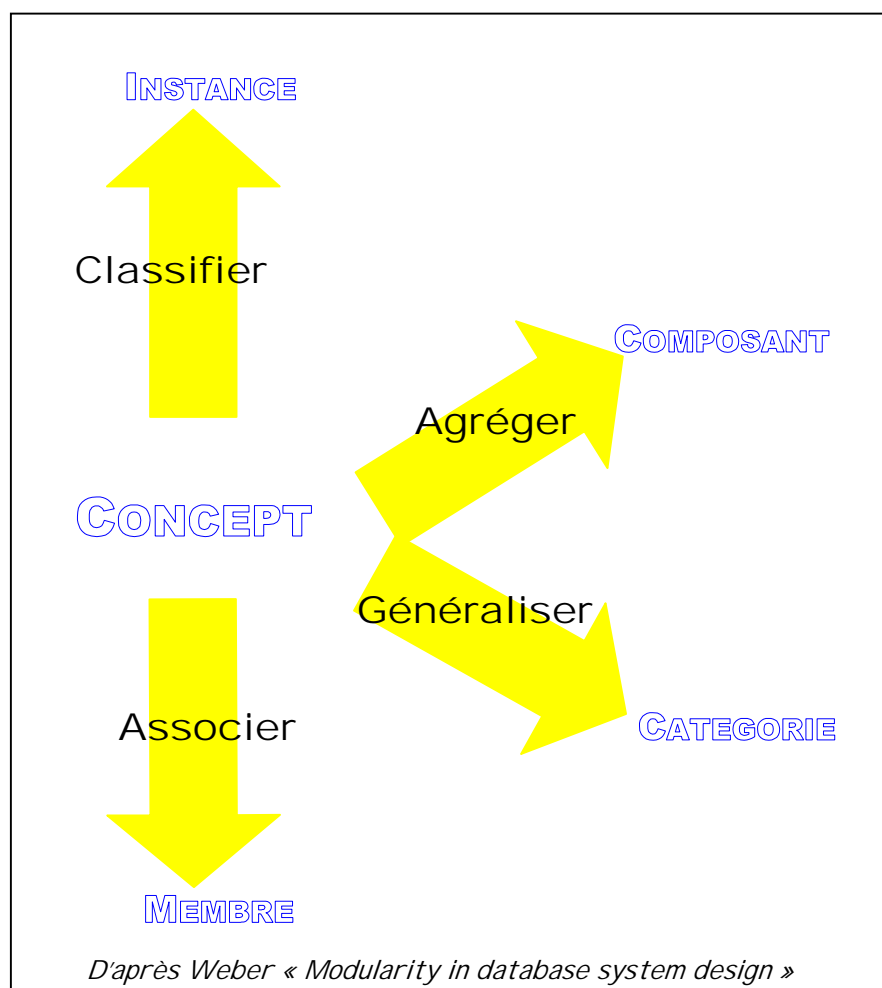 INSTANCE
Classifier
COMPOSANT
Agréger
CONCEPT
Généraliser
Associer
CATEGORIE
MEMBRE
D'après Weber « Modularity in database system design »